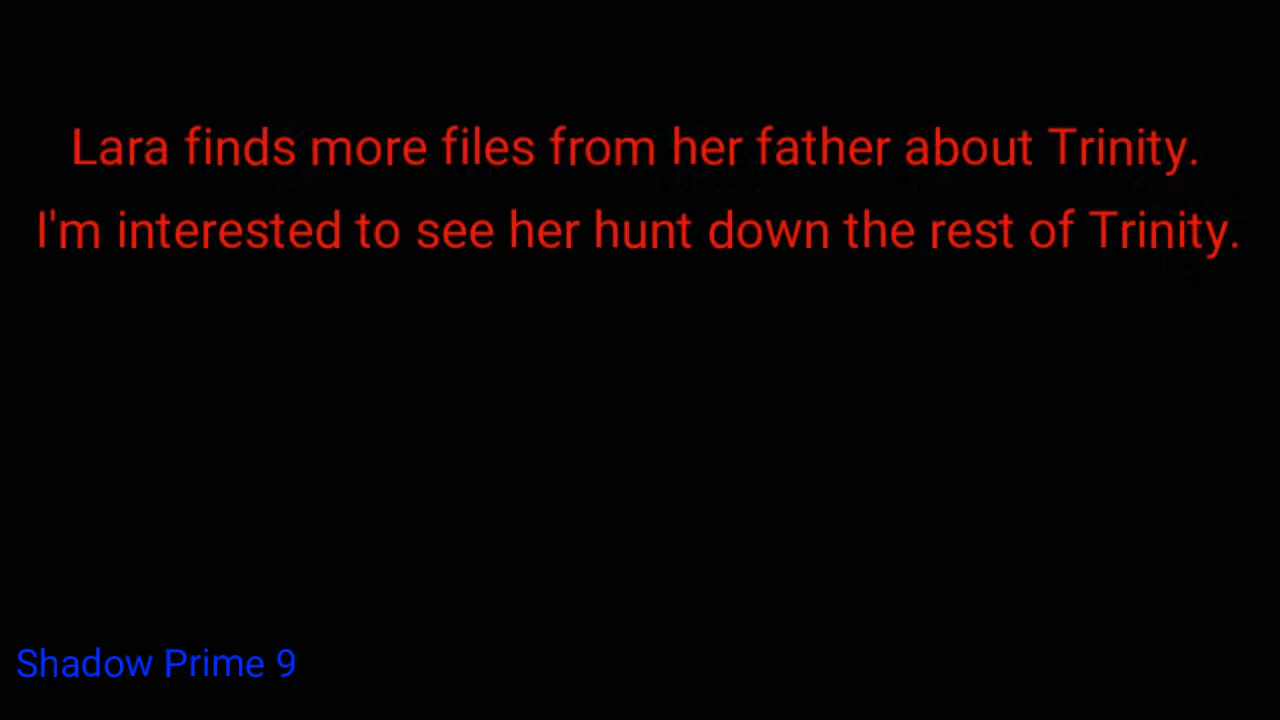 Lara finds more files from her father about Trinity.
I'm interested to see her hunt down the rest of Trinity.
Shadow Prime 9